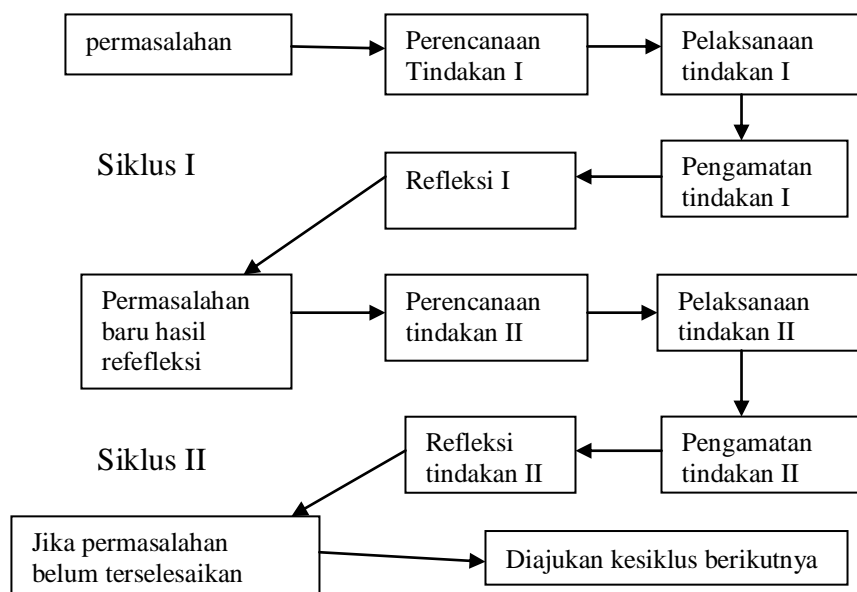 permasalahan
Perencanaan
Tindakan I
Pelaksanaan
tindakan I
Siklus I
Refleksi I
Pengamatan
tindakan I
Permasalahan
baru hasil
refefleksi
Perencanaan
tindakan II
Pelaksanaan
tindakan II
Siklus II
Refleksi
tindakan II
Pengamatan
tindakan II
Jika permasalahan
belum terselesaikan
Diajukan kesiklus berikutnya